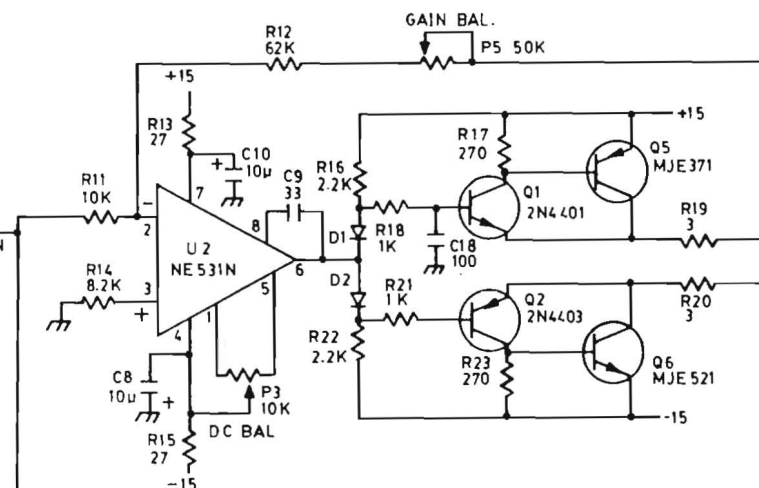 GAIN BAL.
R12
62K
P5 50K
+15
R13
27
C10
10µ
+
R11
10K
−
2
7
C9
33
8
U2
NE531N
6
5
R14
8.2K
3
+
4
1
C8
10µ
+
P3
10K
DC BAL
R15
27
−15
N
R16
2.2K
D1
R18
1K
C18
100
D2
R21
1K
R22
2.2K
R17
270
Q1
2N4401
Q5
MJE371
+15
R19
3
Q2
2N4403
R23
270
R20
3
Q6
MJE521
-15